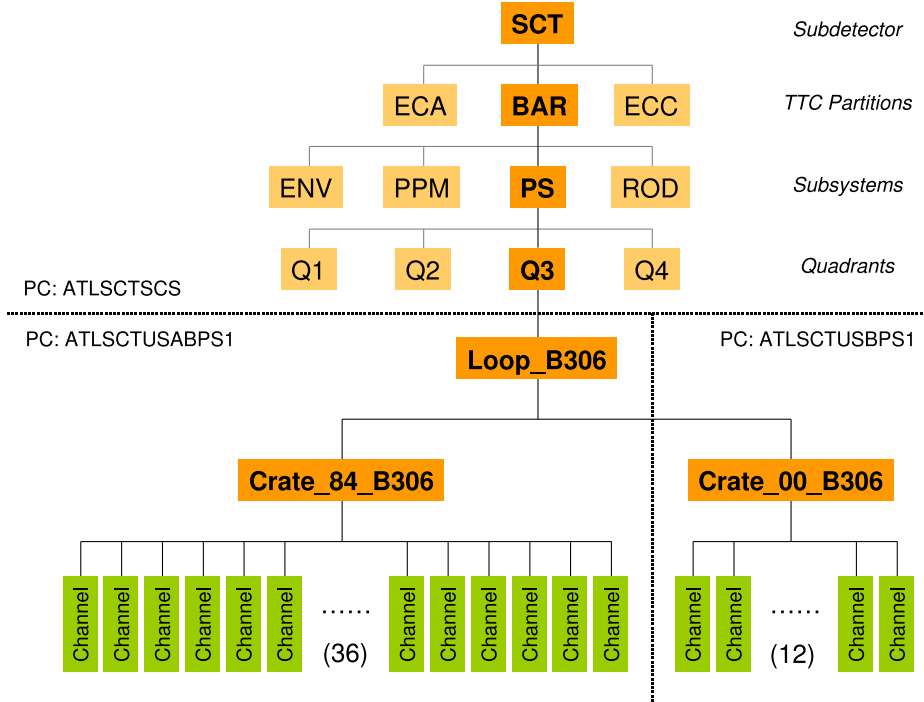 SCT
Subdetector
ECA
BAR
ECC
TTC Partitions
ENV
PPM
PS
ROD
Subsystems
Q1
Q2
Q3
Q4
Quadrants
PC: ATLSCTSCS
PC: ATLSCTUSABPS1
PC: ATLSCTUSBPS1
Loop_B306
Crate_84_B306
Crate_00_B306
Channel
Channel
Channel
Channel
Channel
Channel
......
(36)
Channel
Channel
Channel
Channel
Channel
Channel
Channel
Channel
......
(12)
Channel
Channel